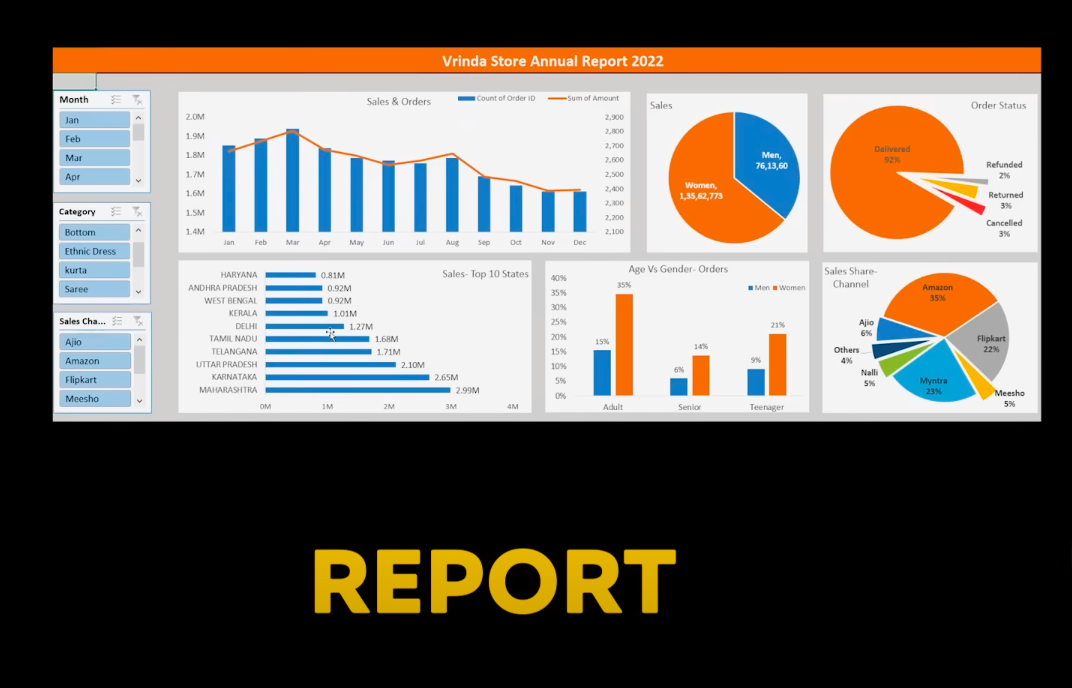 Vrinda Store Annual Report 2022
Month
Jan
Feb
Mar
Apr
Category
Bottom
Ethnic Dress
kurta
Saree
Sales Cha...
Ajio
Amazon
Flipkart
Meesho
Sales & Orders
Count of Order ID
Sum of Amount
2.0M
1.9M
1.8M
1.7M
1.6M
1.5M
1.4M
2,900
2,800
2,700
2,600
2,500
2,400
2,300
2,200
2,100
Jan Feb Mar Apr May Jun Jul Aug Sep Oct Nov Dec
Sales
Men,
76,13,60
Women,
1,35,62,773
Order Status
Delivered
92%
Refunded
2%
Returned
3%
Cancelled
3%
Sales- Top 10 States
HARYANA 0.81M
ANDHRA PRADESH 0.92M
WEST BENGAL 0.92M
KERALA 1.01M
DELHI 1.27M
TAMIL NADU 1.68M
TELANGANA 1.71M
UTTAR PRADESH 2.10M
KARNATAKA 2.65M
MAHARASHTRA 2.99M
0M 1M 2M 3M 4M
Age Vs Gender- Orders
Men Women
40%
35%
30%
25%
20%
15%
10%
5%
0%
15% 35%
6% 14%
9% 21%
Adult Senior Teenager
Sales Share-
Channel
Amazon
35%
Flipkart
22%
Meesho
5%
Myntra
23%
Nalli
5%
Others
4%
Ajio
6%
REPORT